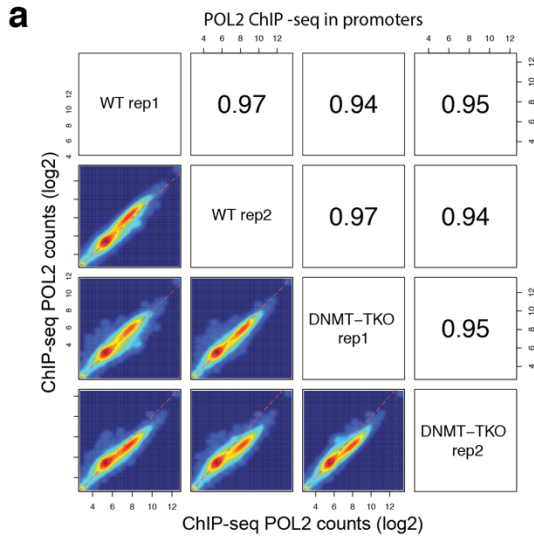 a
POL2 ChIP -seq in promoters
4 6 8 10 12
4 6 8 10 12
WT rep1
0.97
0.94
0.95
4 6 8 10 12
4 6 8 10 12
WT rep2
0.97
0.94
ChIP-seq POL2 counts (log2)
4 6 8 10 12
DNMT-TKO
rep1
0.95
4 6 8 10 12
DNMT-TKO
rep2
4 6 8 10 12
4 6 8 10 12
4 6 8 10 12
ChIP-seq POL2 counts (log2)